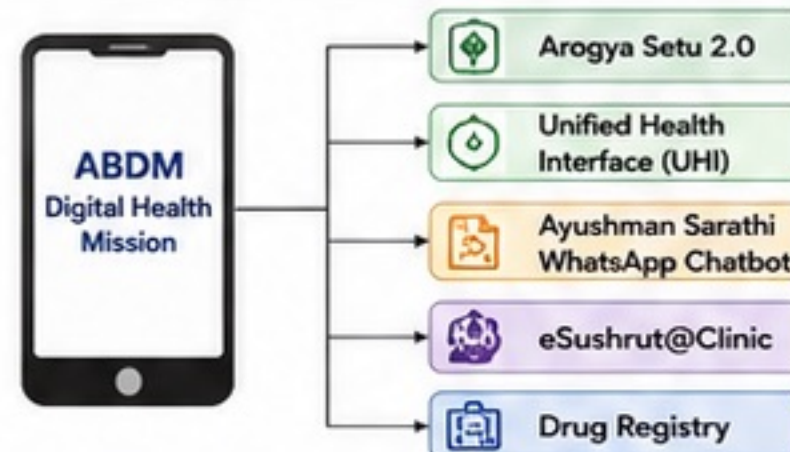 ABDM
Digital Health
Mission
Arogya Setu 2.0
Unified Health
Interface (UHI)
Ayushman Sarathi
WhatsApp Chatbot
eSushrut@Clinic
Drug Registry